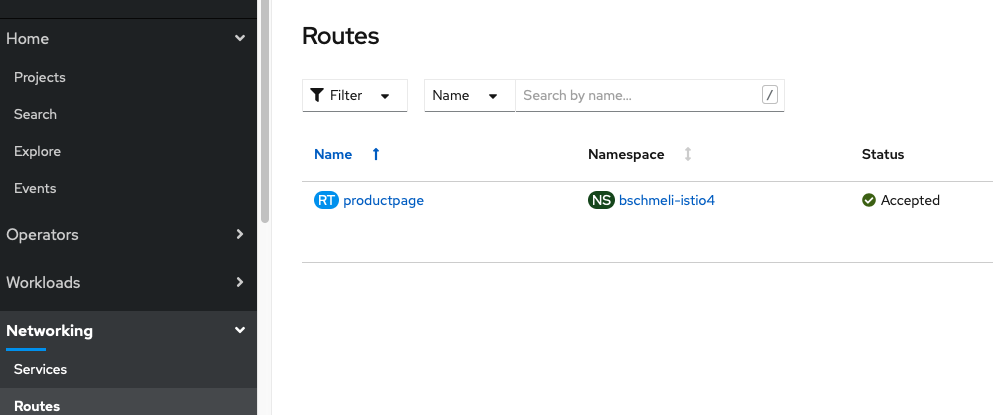 Home
Projects
Search
Explore
Events
Operators
Workloads
Networking
Services
Routes
Routes
Filter Name Search by name... /
Name Namespace Status
RT productpage NS bschmeli-istio4 Accepted